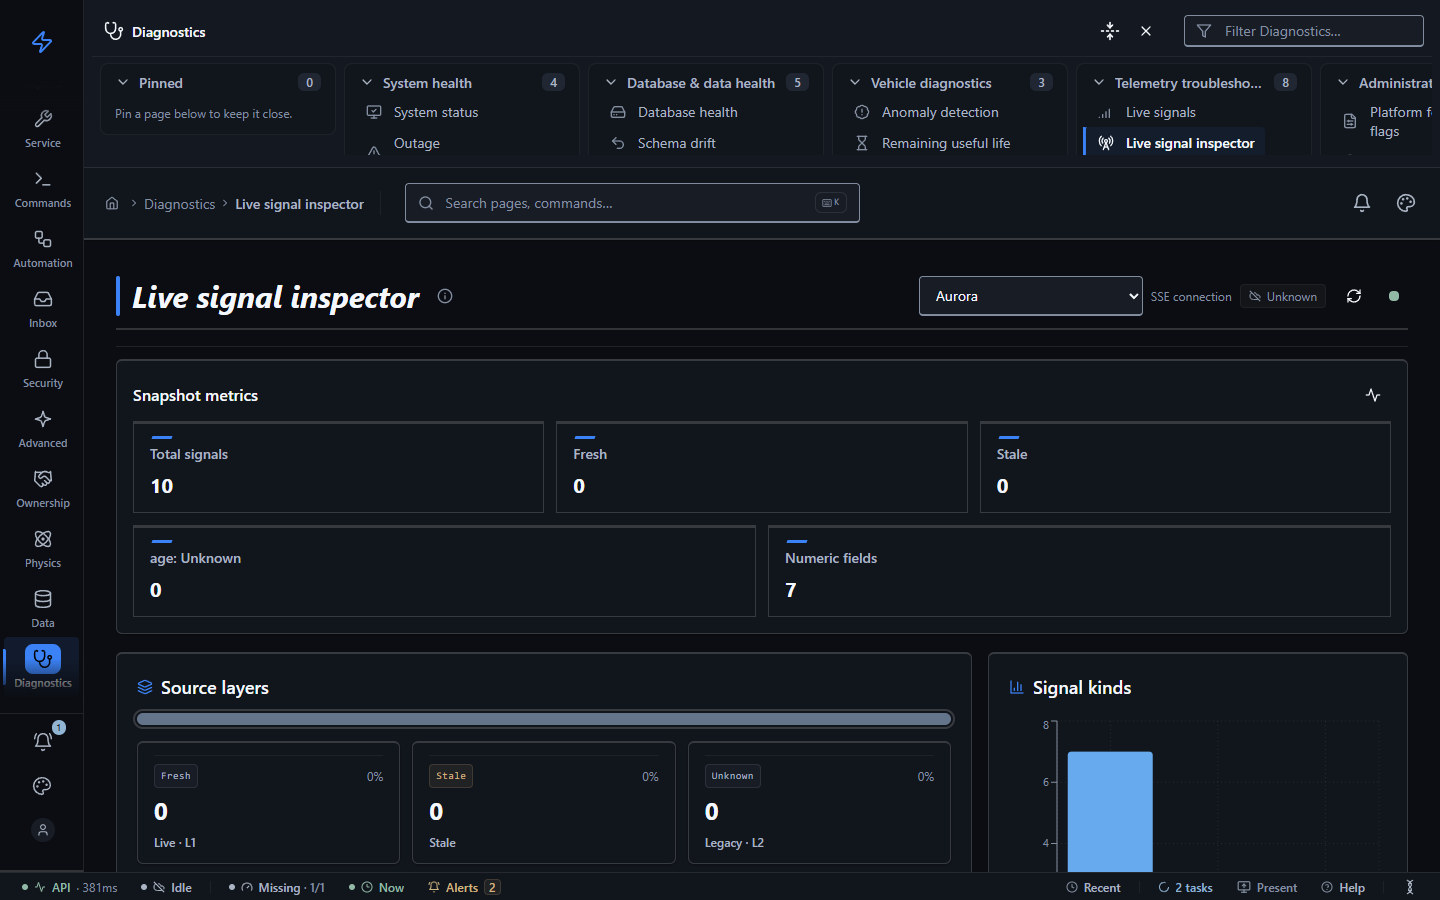 Diagnostics
Filter Diagnostics...
Pinned 0
Pin a page below to keep it close.
System health 4
System status
Outage
Database & data health 5
Database health
Schema drift
Vehicle diagnostics 3
Anomaly detection
Remaining useful life
Telemetry troublesho... 8
Live signals
Live signal inspector
Administrat
Platform f
flags
Service
Commands
Automation
Inbox
Security
Advanced
Ownership
Physics
Data
Diagnostics
1
Diagnostics Live signal inspector
Search pages, commands...
K
Live signal inspector
Aurora
SSE connection
Unknown
Snapshot metrics
Total signals
10
Fresh
0
Stale
0
age: Unknown
0
Numeric fields
7
Source layers
Fresh 0%
0
Live · L1
Stale 0%
0
Stale
Unknown 0%
0
Legacy · L2
Signal kinds
8
6
4
API · 381ms
Idle
Missing · 1/1
Now
Alerts 2
Recent
2 tasks
Present
Help